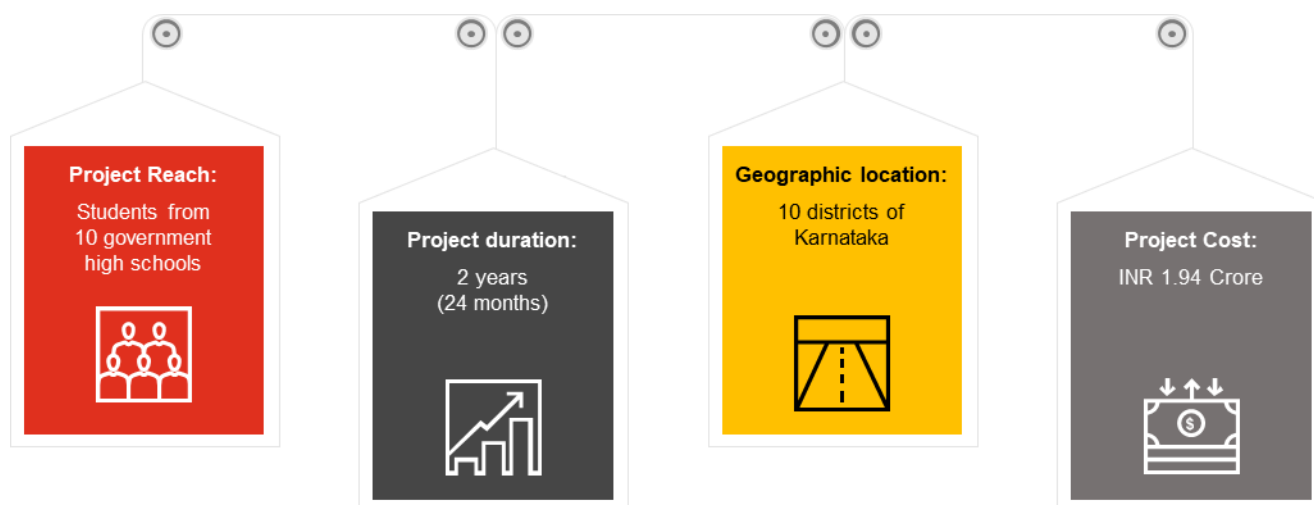 Project Reach:
Students from
10 government
high schools
Project duration:
2 years
(24 months)
Geographic location:
10 districts of
Karnataka
Project Cost:
INR 1.94 Crore
$